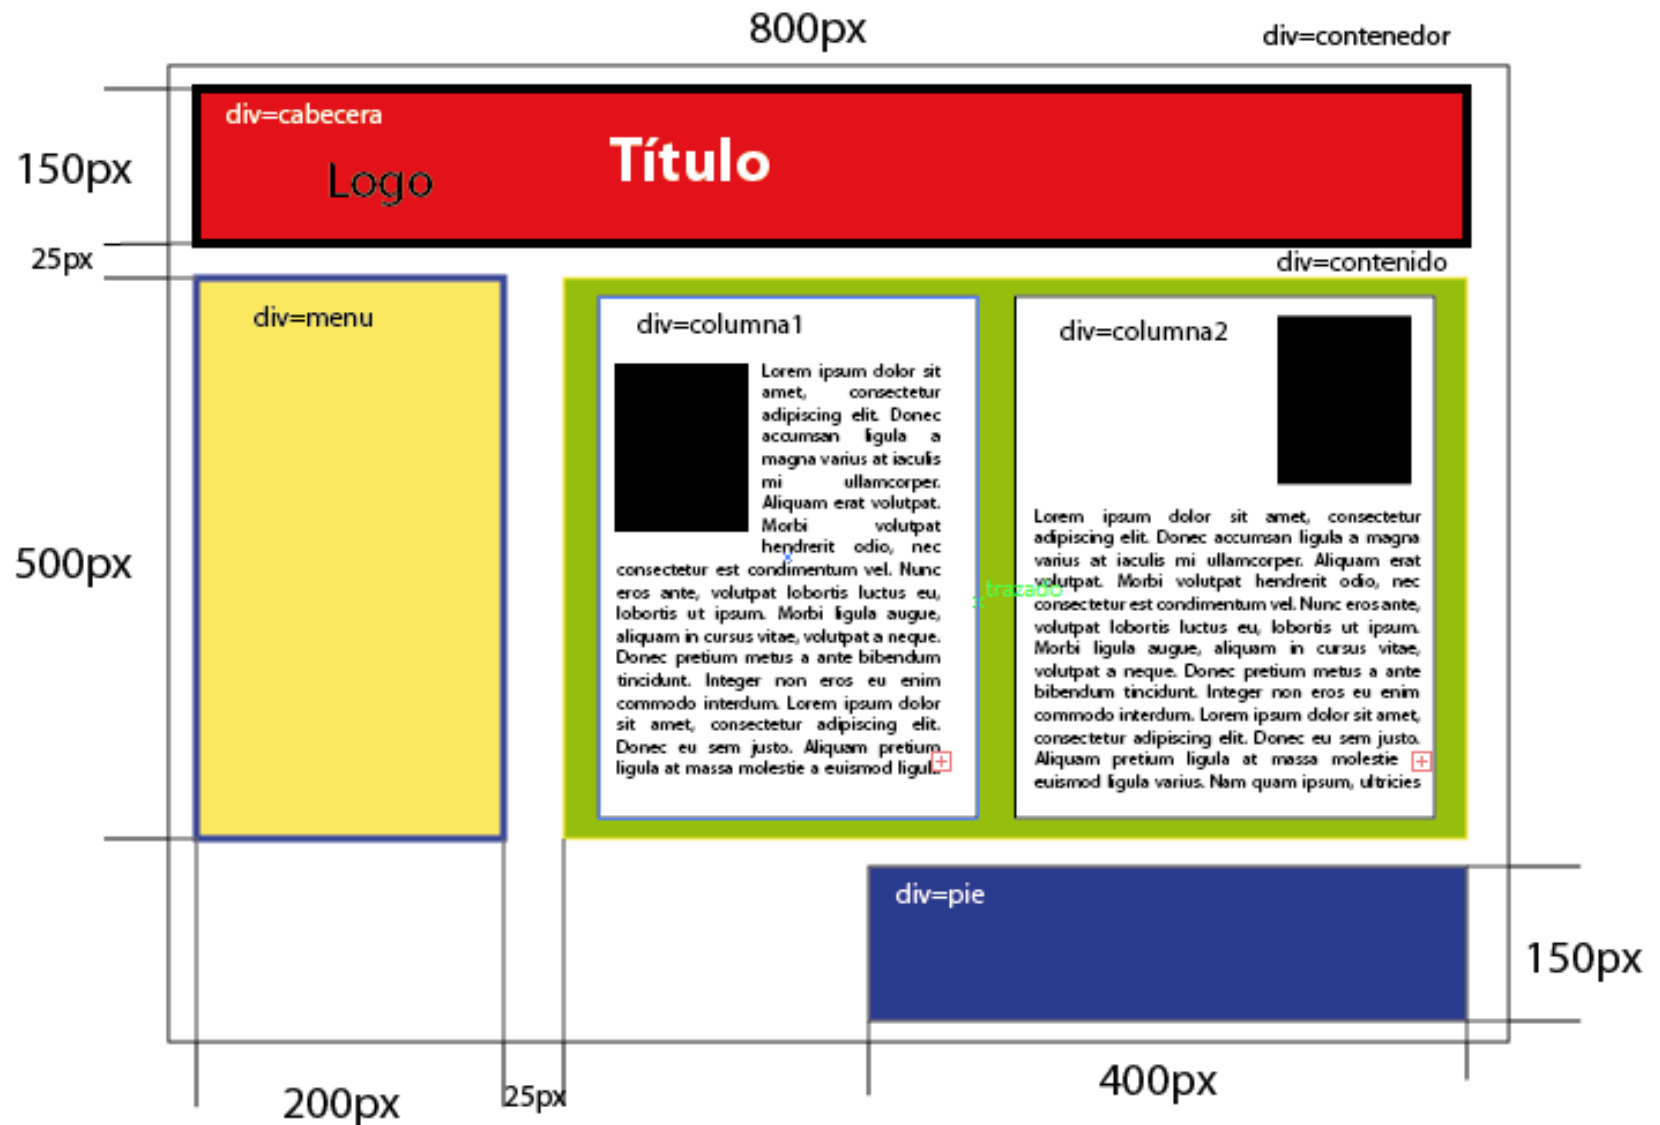 800px
div=contenedor
div=cabecera
150px
Logo
Título
25px
div=contenido
div=menu
500px
div=columna1
Lorem ipsum dolor sit
amet, consectetur
adipiscing elit. Donec
accumsan ligula a
magna varius at iaculis
mi ullamcorper.
Aliquam erat volutpat.
Morbi volutpat
hendrerit odio, nec
consectetur est condimentum vel. Nunc
eros ante, volutpat lobortis luctus eu,
lobortis ut ipsum. Morbi ligula augue,
aliquam in cursus vitae, volutpat a neque.
Donec pretium metus a ante bibendum
tincidunt. Integer non eros eu enim
commodo interdum. Lorem ipsum dolor
sit amet, consectetur adipiscing elit.
Donec eu sem justo. Aliquam pretium
ligula at massa molestie a euismod ligula
trazado
div=columna2
Lorem ipsum dolor sit amet, consectetur
adipiscing elit. Donec accumsan ligula a magna
varius at iaculis mi ullamcorper. Aliquam erat
volutpat. Morbi volutpat hendrerit odio, nec
consectetur est condimentum vel. Nunc eros ante,
volutpat lobortis luctus eu, lobortis ut ipsum.
Morbi ligula augue, aliquam in cursus vitae,
volutpat a neque. Donec pretium metus a ante
bibendum tincidunt. Integer non eros eu enim
commodo interdum. Lorem ipsum dolor sit amet,
consectetur adipiscing elit. Donec eu sem justo.
Aliquam pretium ligula at massa molestie
euismod ligula varius. Nam quam ipsum, ultricies
div=pie
150px
200px
25px
400px